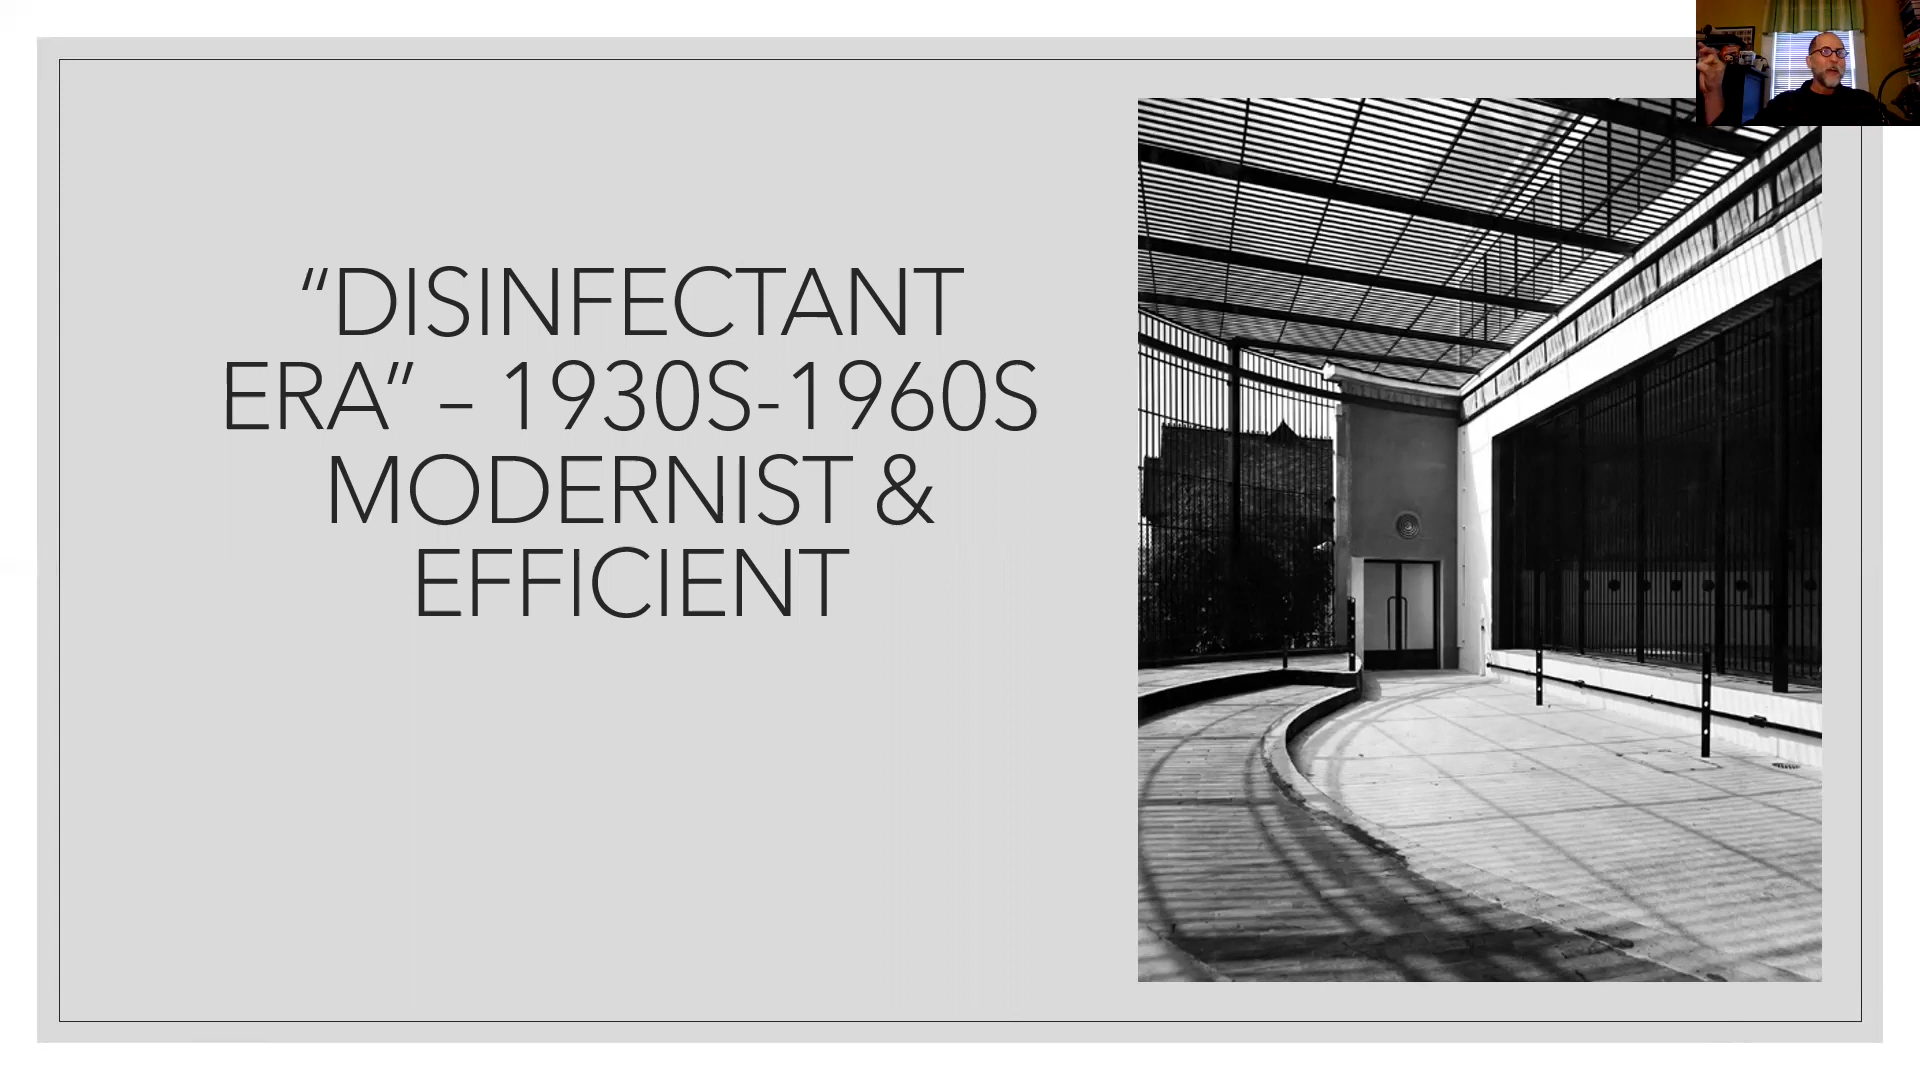 “DISINFECTANT
ERA” – 1930S-1960S
MODERNIST &
EFFICIENT